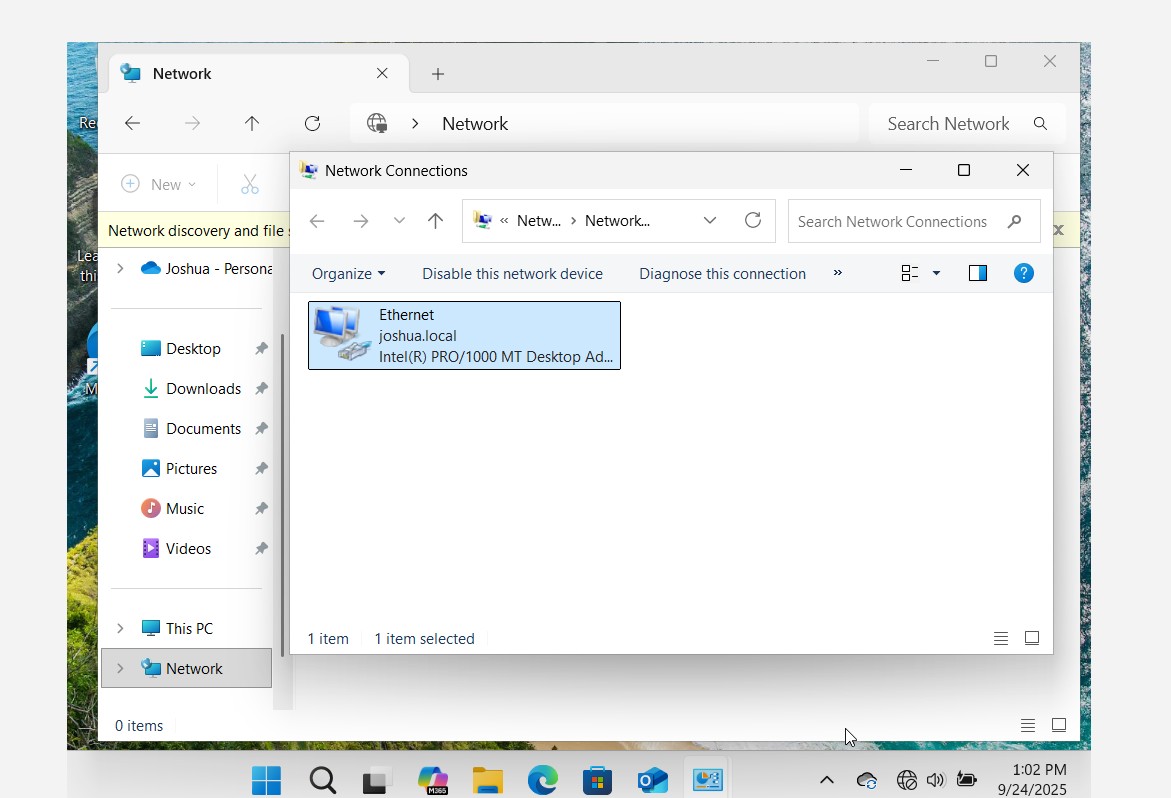 Network
Network
Search Network
New
Network discovery and file
Network Connections
« Netw... > Network...
Search Network Connections
Organize
Disable this network device
Diagnose this connection
»
Ethernet
joshua.local
Intel(R) PRO/1000 MT Desktop Ad...
Joshua - Persona
Desktop
Downloads
Documents
Pictures
Music
Videos
This PC
Network
1 item
1 item selected
0 items
M365
1:02 PM
9/24/2025